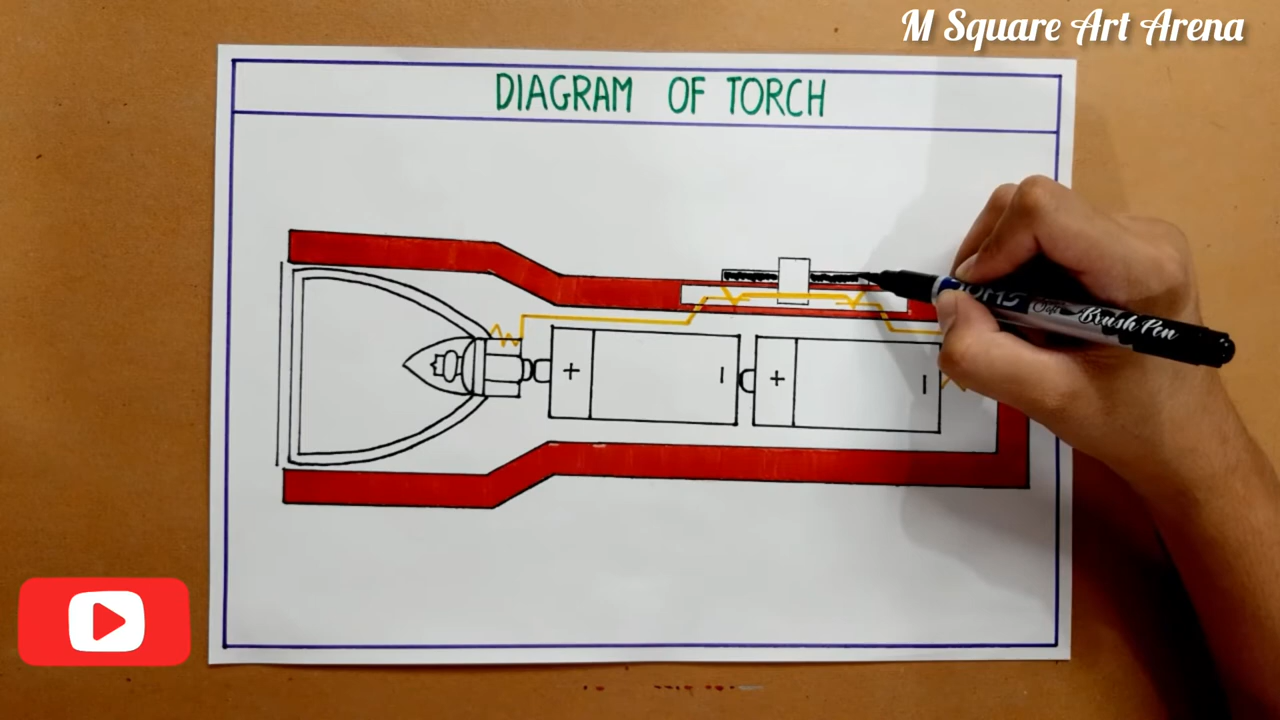 M Square Art Arena
DIAGRAM OF TORCH
+ - + -
Brush Pen